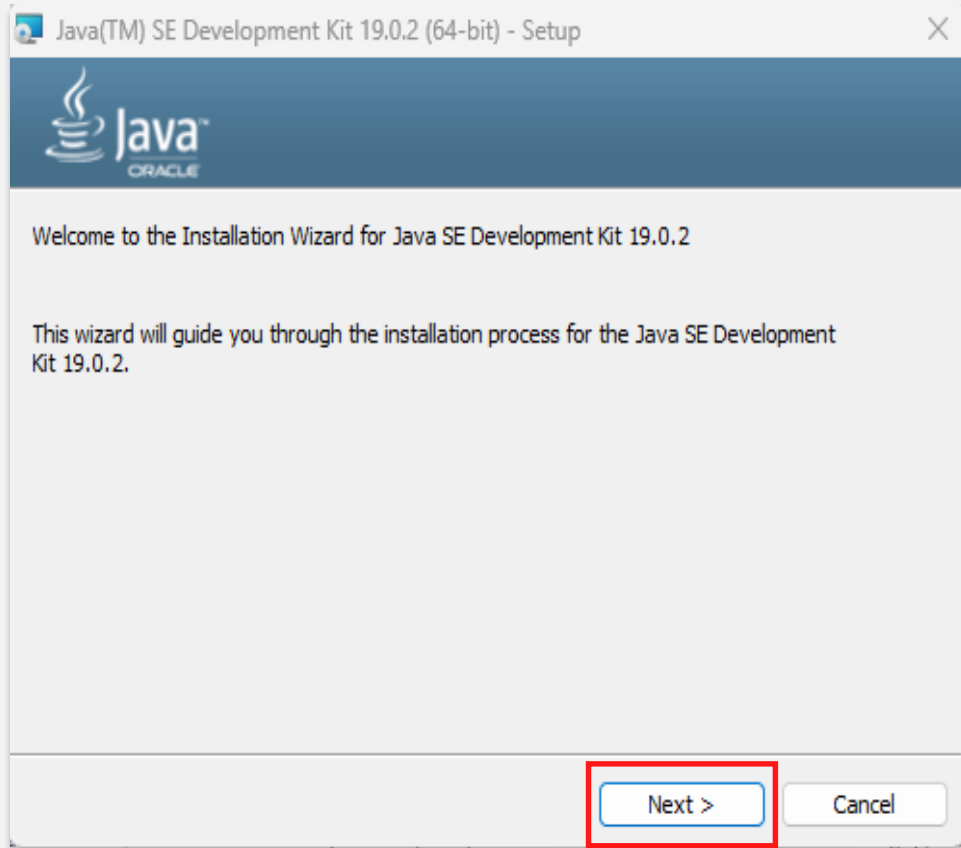 Java(TM) SE Development Kit 19.0.2 (64-bit) - Setup
Java™
ORACLE
Welcome to the Installation Wizard for Java SE Development Kit 19.0.2
This wizard will guide you through the installation process for the Java SE Development
Kit 19.0.2.
Next >
Cancel